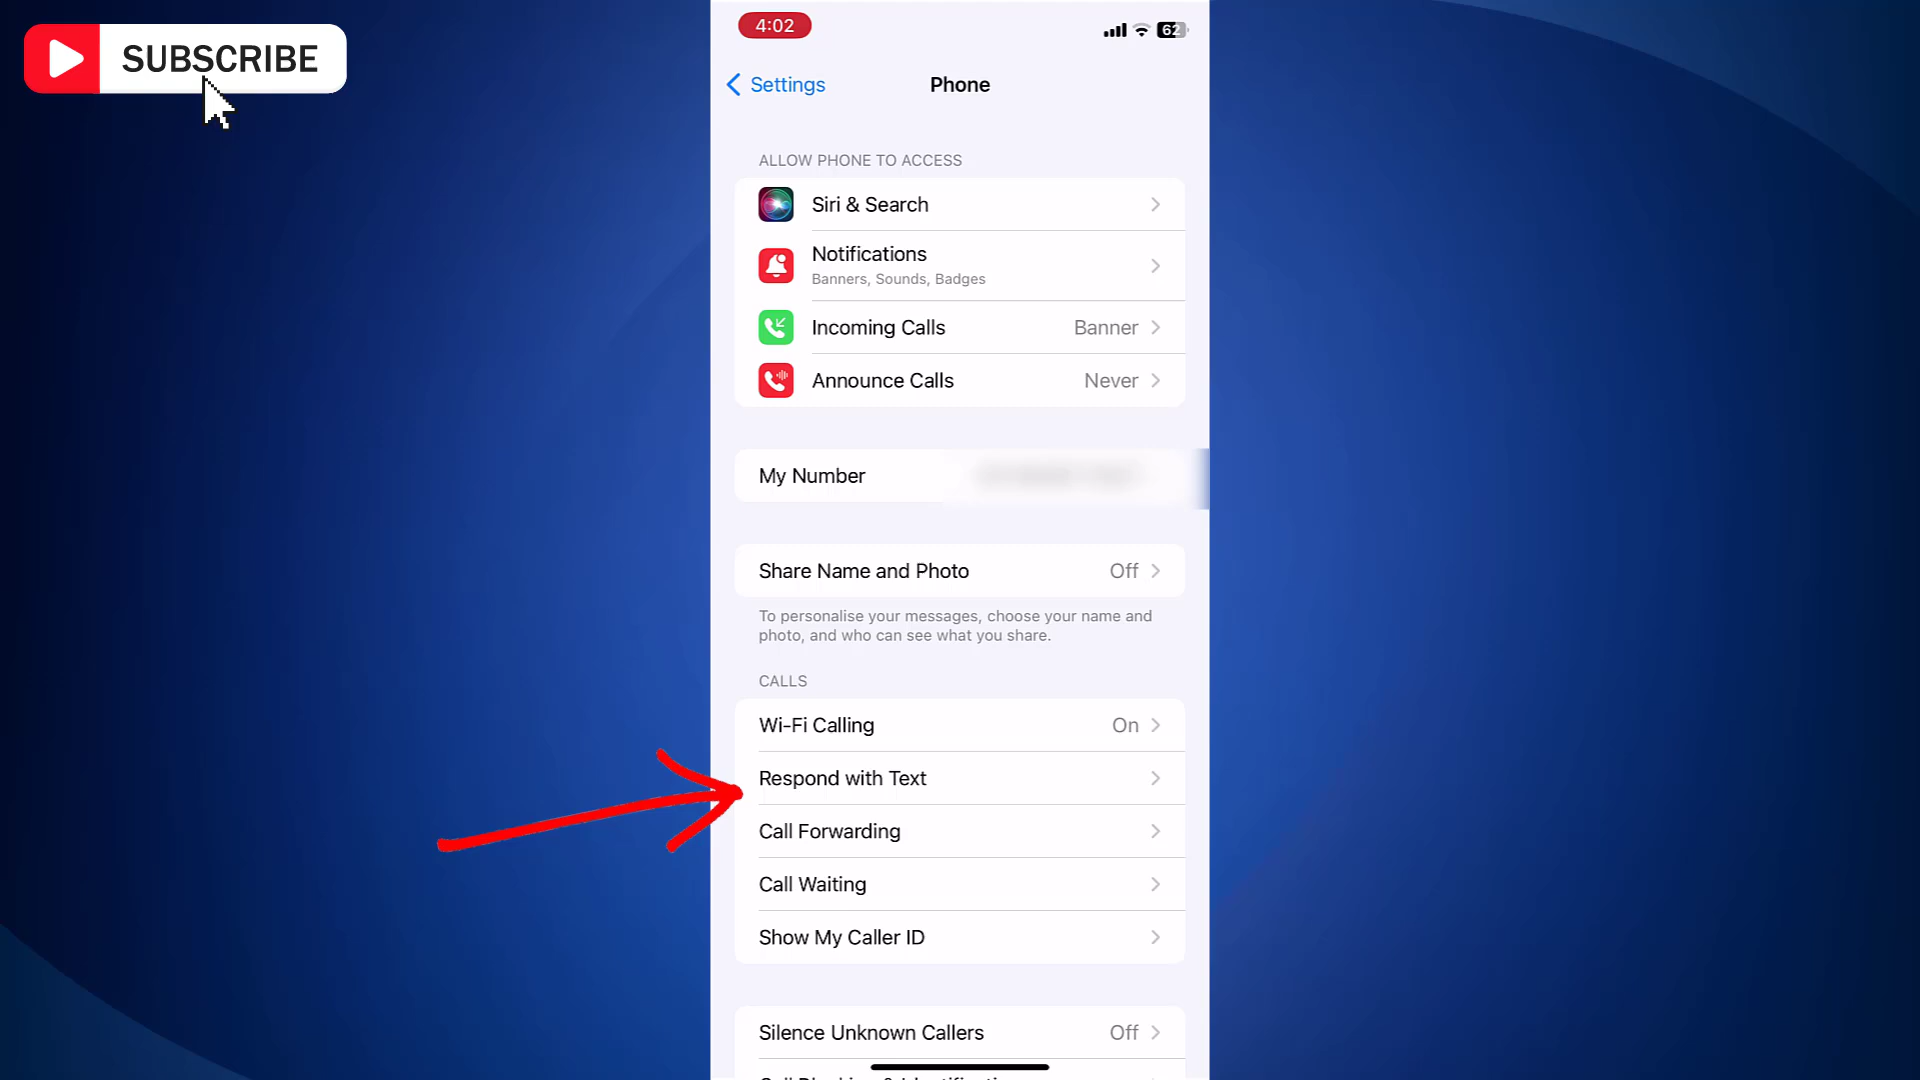 SUBSCRIBE
4:02
62
Settings
Phone
ALLOW PHONE TO ACCESS
Siri & Search
Notifications
Banners, Sounds, Badges
Incoming Calls
Banner
Announce Calls
Never
My Number
Share Name and Photo
Off
To personalise your messages, choose your name and
photo, and who can see what you share.
CALLS
Wi-Fi Calling
On
Respond with Text
Call Forwarding
Call Waiting
Show My Caller ID
Silence Unknown Callers
Off